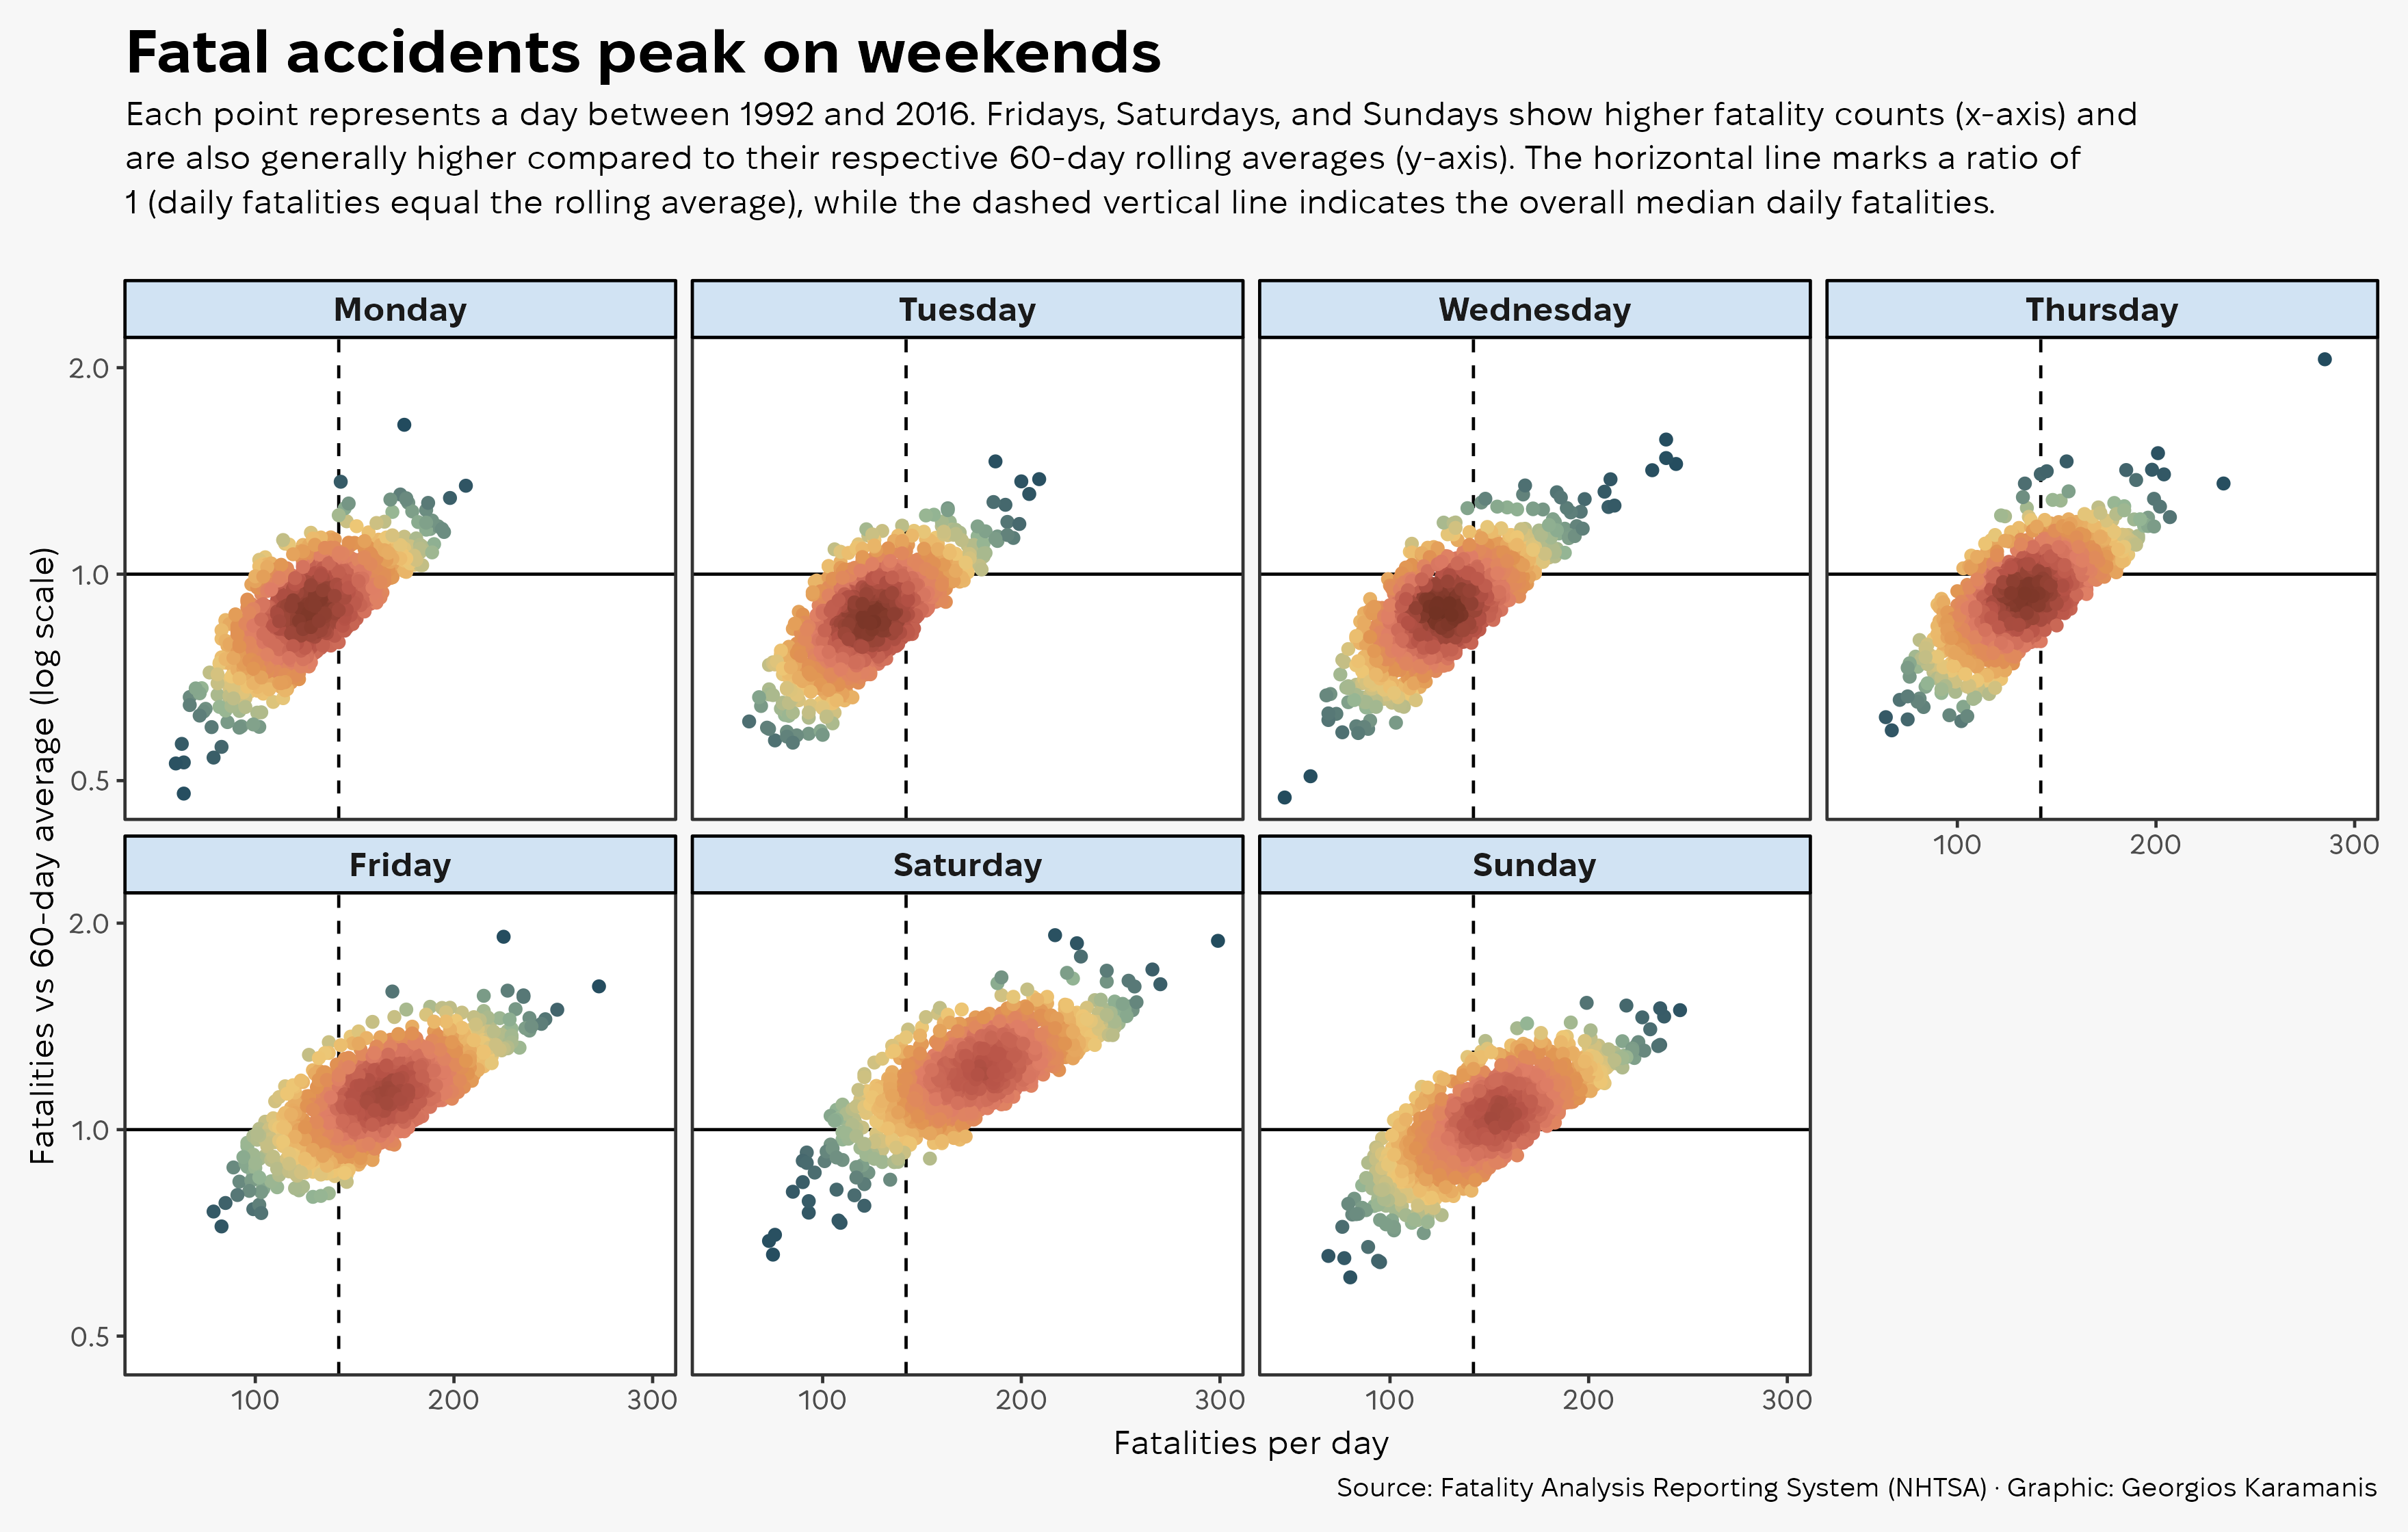 Fatal accidents peak on weekends
Each point represents a day between 1992 and 2016. Fridays, Saturdays, and Sundays show higher fatality counts (x-axis) and
are also generally higher compared to their respective 60-day rolling averages (y-axis). The horizontal line marks a ratio of
1 (daily fatalities equal the rolling average), while the dashed vertical line indicates the overall median daily fatalities.
Monday
Tuesday
Wednesday
Thursday
2.0
1.0
0.5
100 200 300
Friday
Saturday
Sunday
2.0
1.0
0.5
100 200 300
100 200 300
100 200 300
Fatalities vs 60-day average (log scale)
Fatalities per day
Source: Fatality Analysis Reporting System (NHTSA) · Graphic: Georgios Karamanis